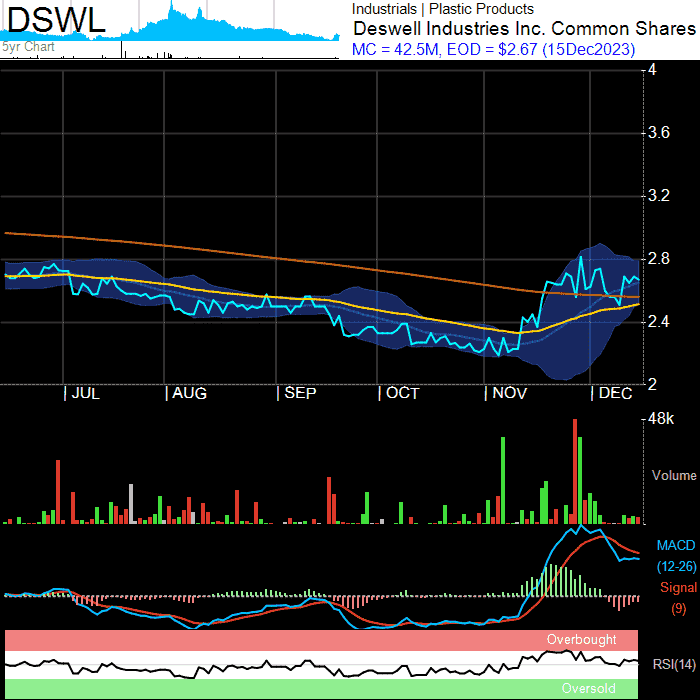 DSWL
5yr Chart
Industrials | Plastic Products
Deswell Industries Inc. Common Shares
MC = 42.5M, EOD = $2.67 (15Dec2023)
4
3.6
3.2
2.8
2.4
2
| JUL | AUG | SEP | OCT | NOV | DEC
48k
Volume
MACD
(12-26)
Signal
(9)
Overbought
RSI(14)
Oversold